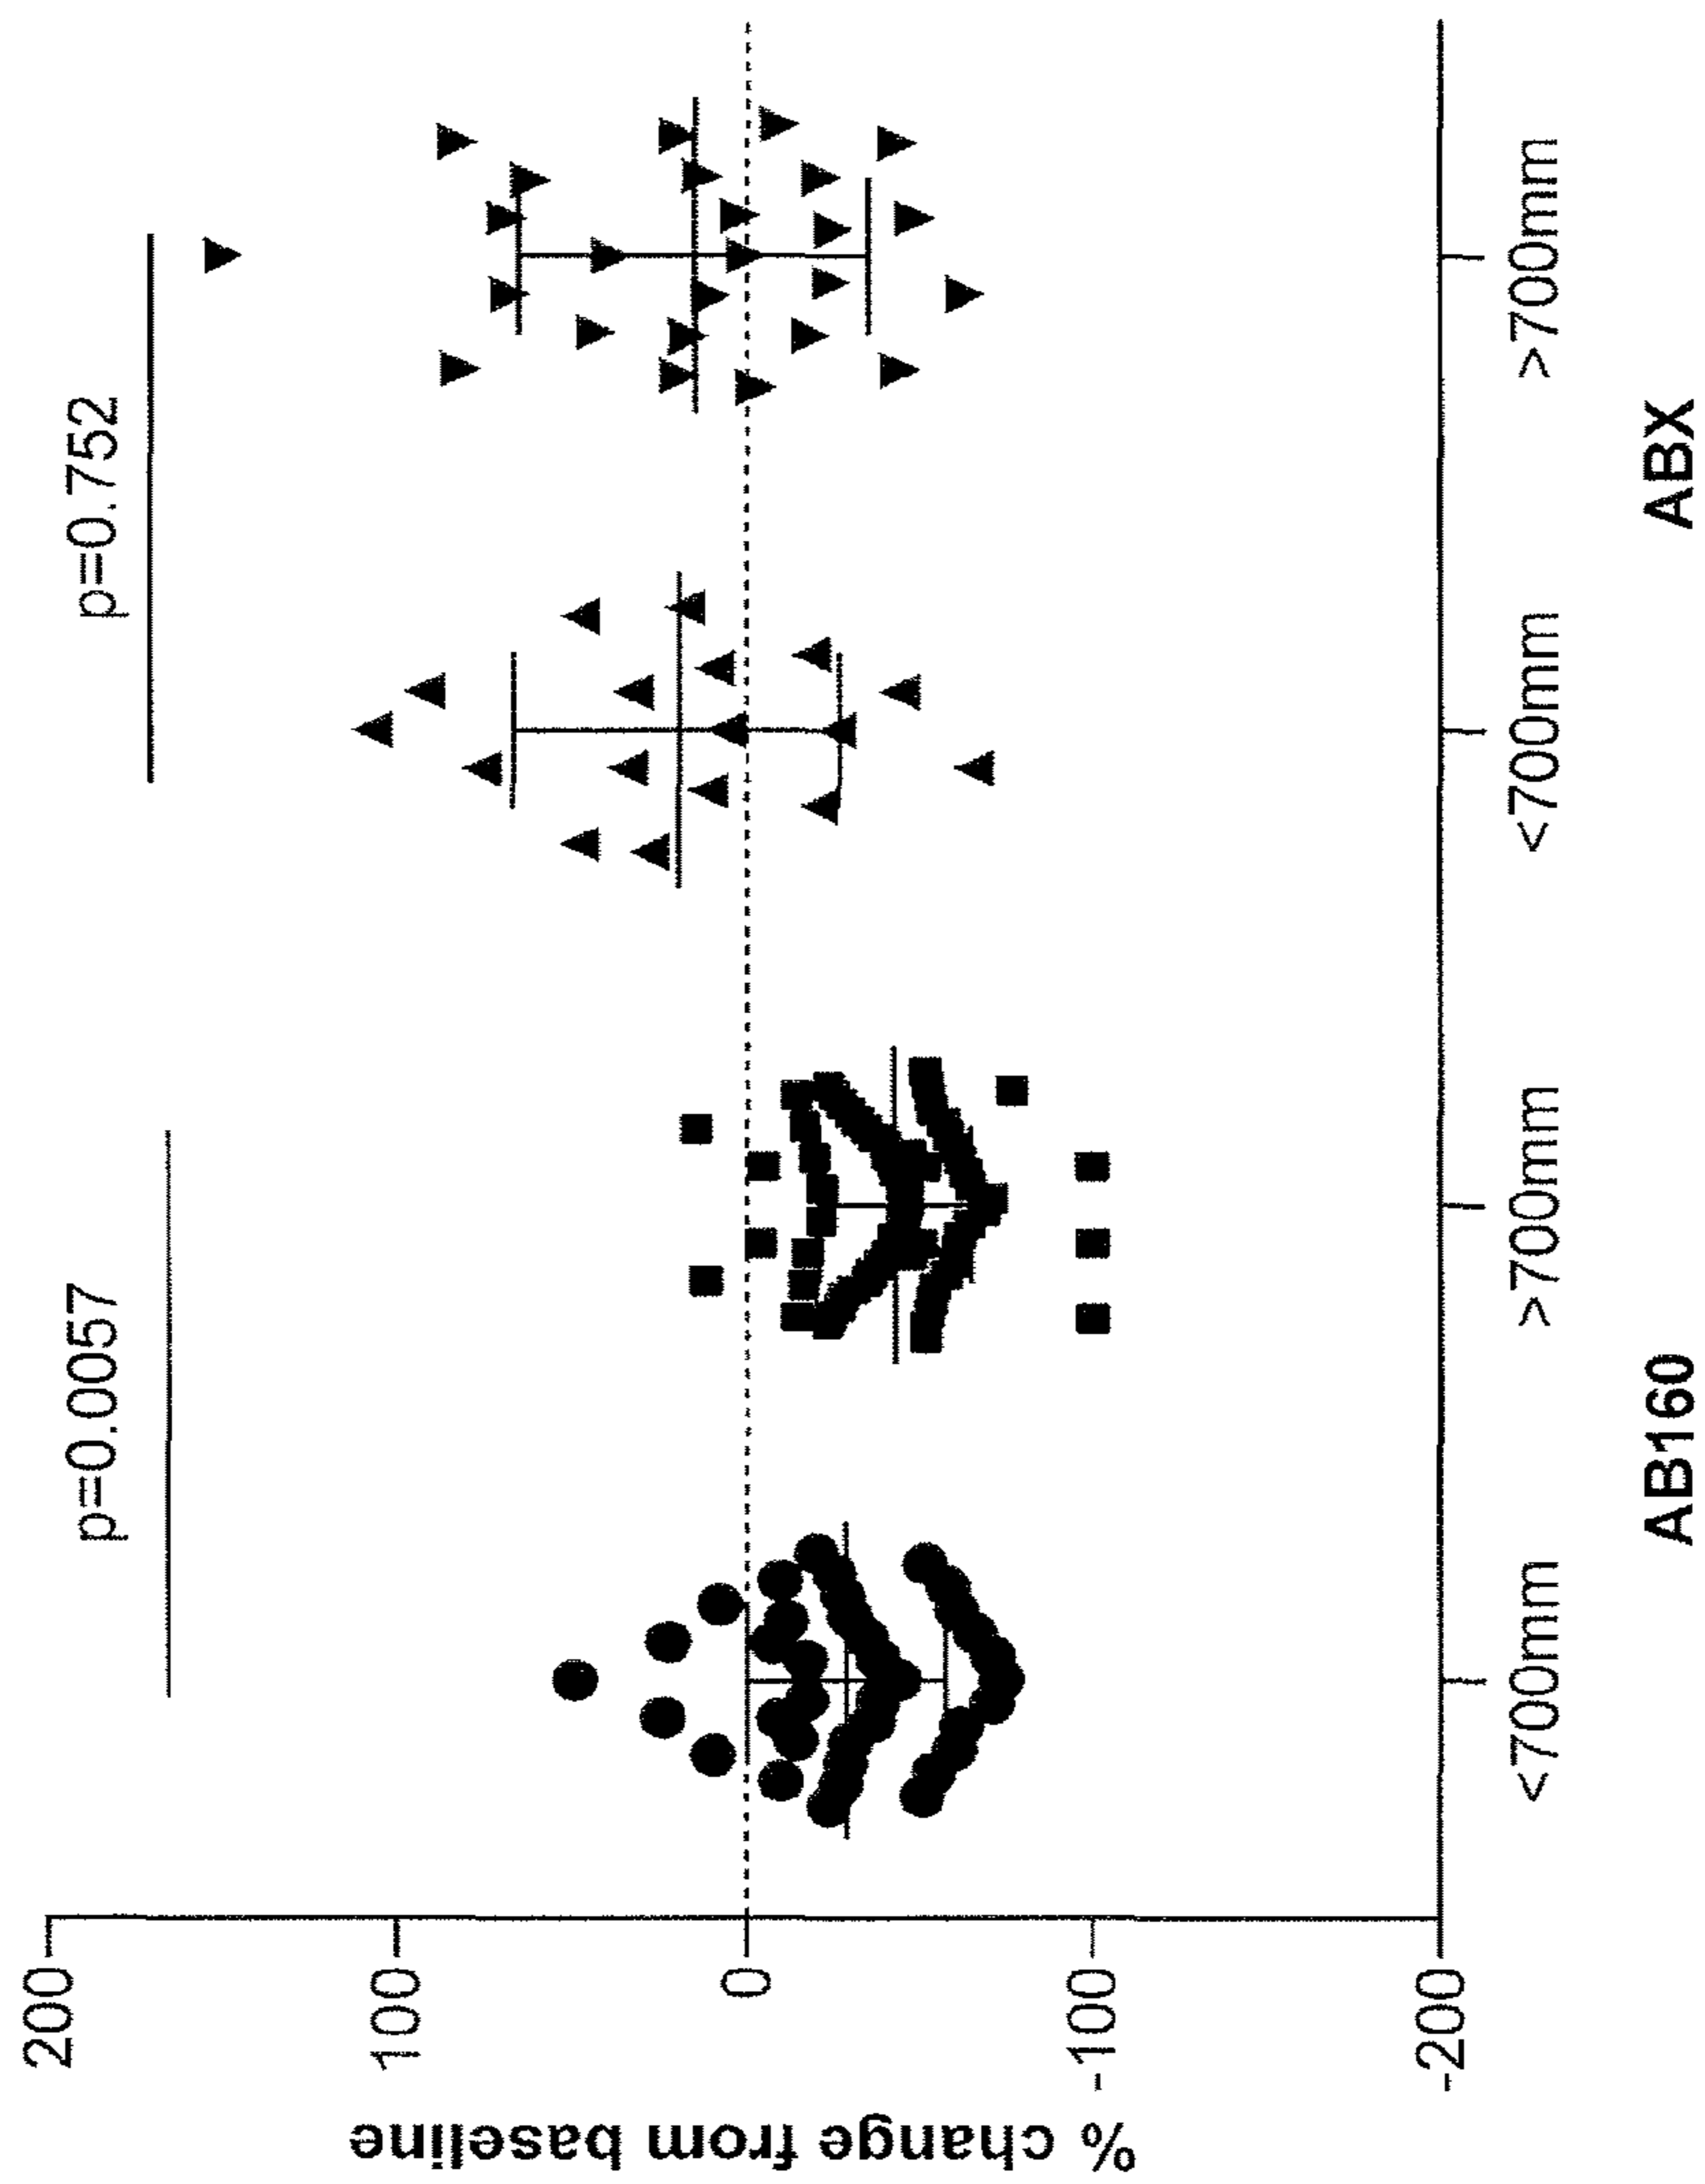 p=0.0057
p=0.752
% change from baseline
200
100
0
-100
-200
<700mm
>700mm
<700mm
>700mm
AB160
ABX